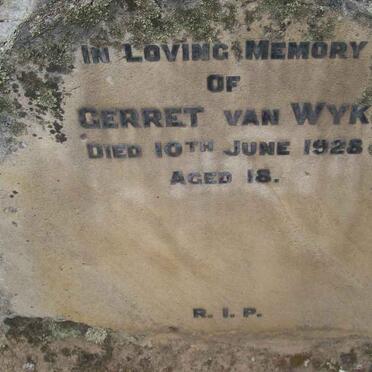 IN LOVING MEMORY
OF
GERRET VAN WYK
DIED 10TH JUNE 1928
AGED 18.
R. I. P.